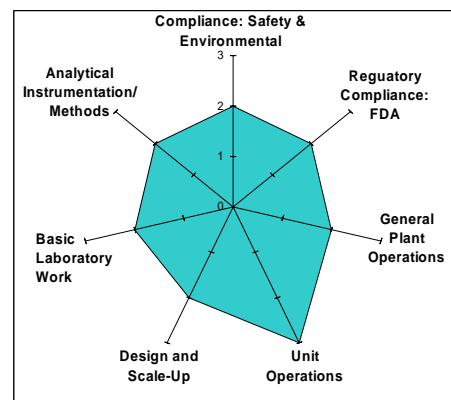 Compliance: Safety &
Environmental
3
Analytical
Instrumentation/
Methods
Reguatory
Compliance:
FDA
2
1
0
Basic
Laboratory
Work
General
Plant
Operations
Design and
Scale-Up
Unit
Operations